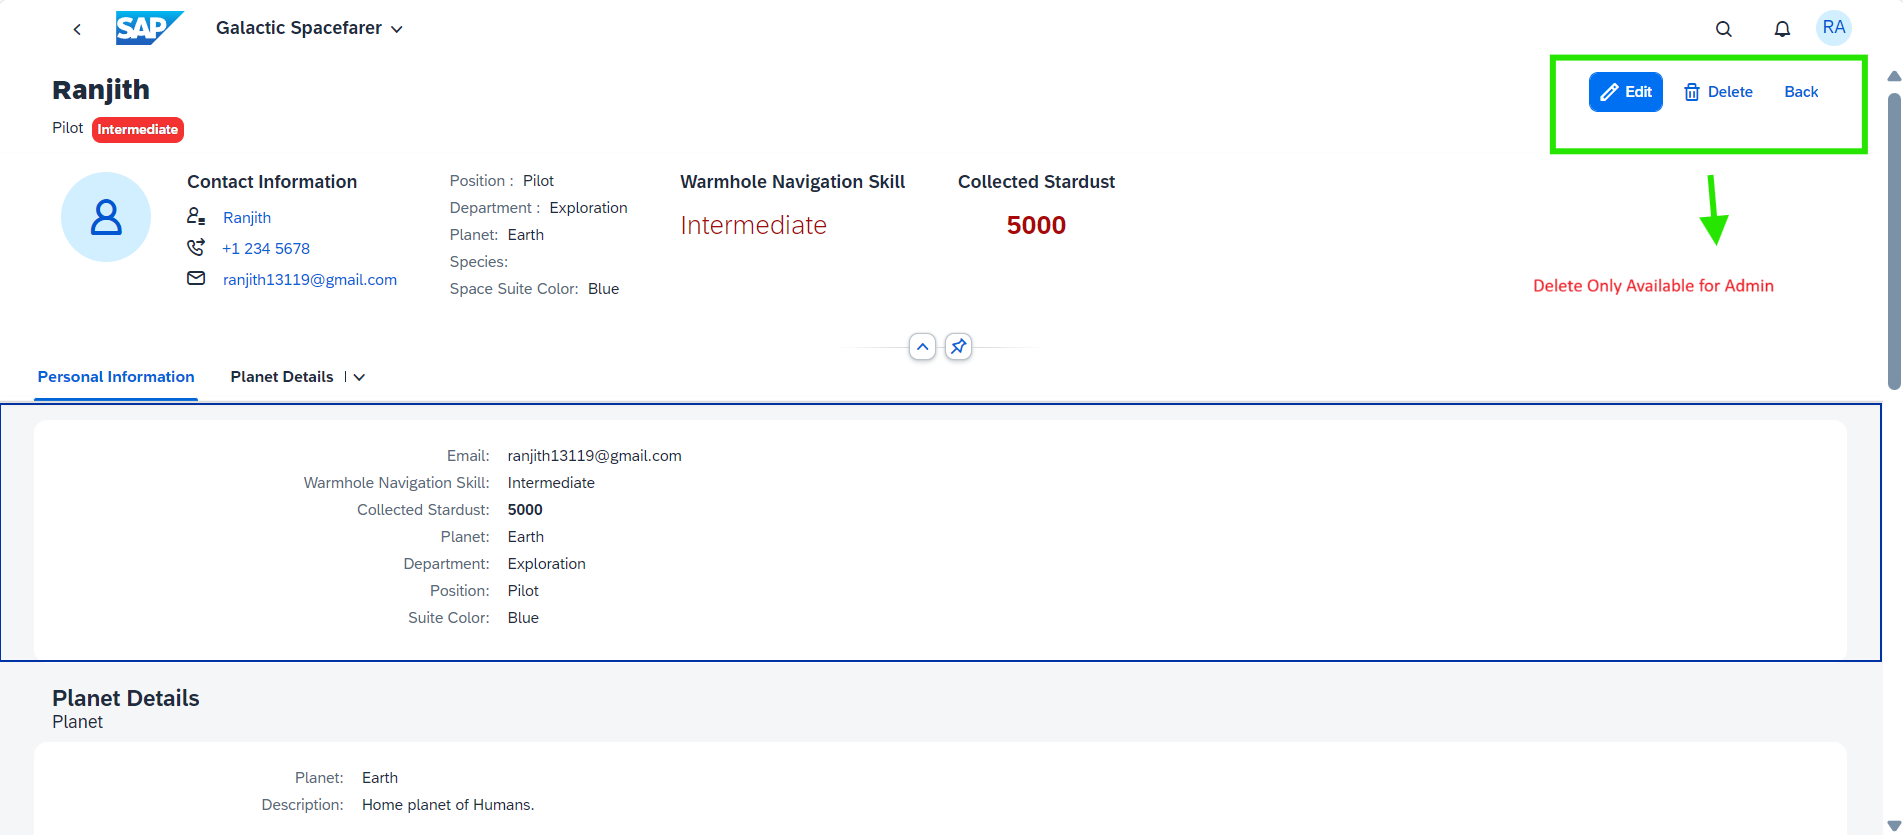 SAP Galactic Spacefarer RA
Ranjith
Edit Delete Back
Pilot Intermediate
Contact Information
Ranjith
+1 234 5678
ranjith13119@gmail.com
Position : Pilot
Department : Exploration
Planet: Earth
Species:
Space Suite Color: Blue
Warmhole Navigation Skill
Intermediate
Collected Stardust
5000
Delete Only Available for Admin
Personal Information Planet Details
Email: ranjith13119@gmail.com
Warmhole Navigation Skill: Intermediate
Collected Stardust: 5000
Planet: Earth
Department: Exploration
Position: Pilot
Suite Color: Blue
Planet Details
Planet
Planet: Earth
Description: Home planet of Humans.